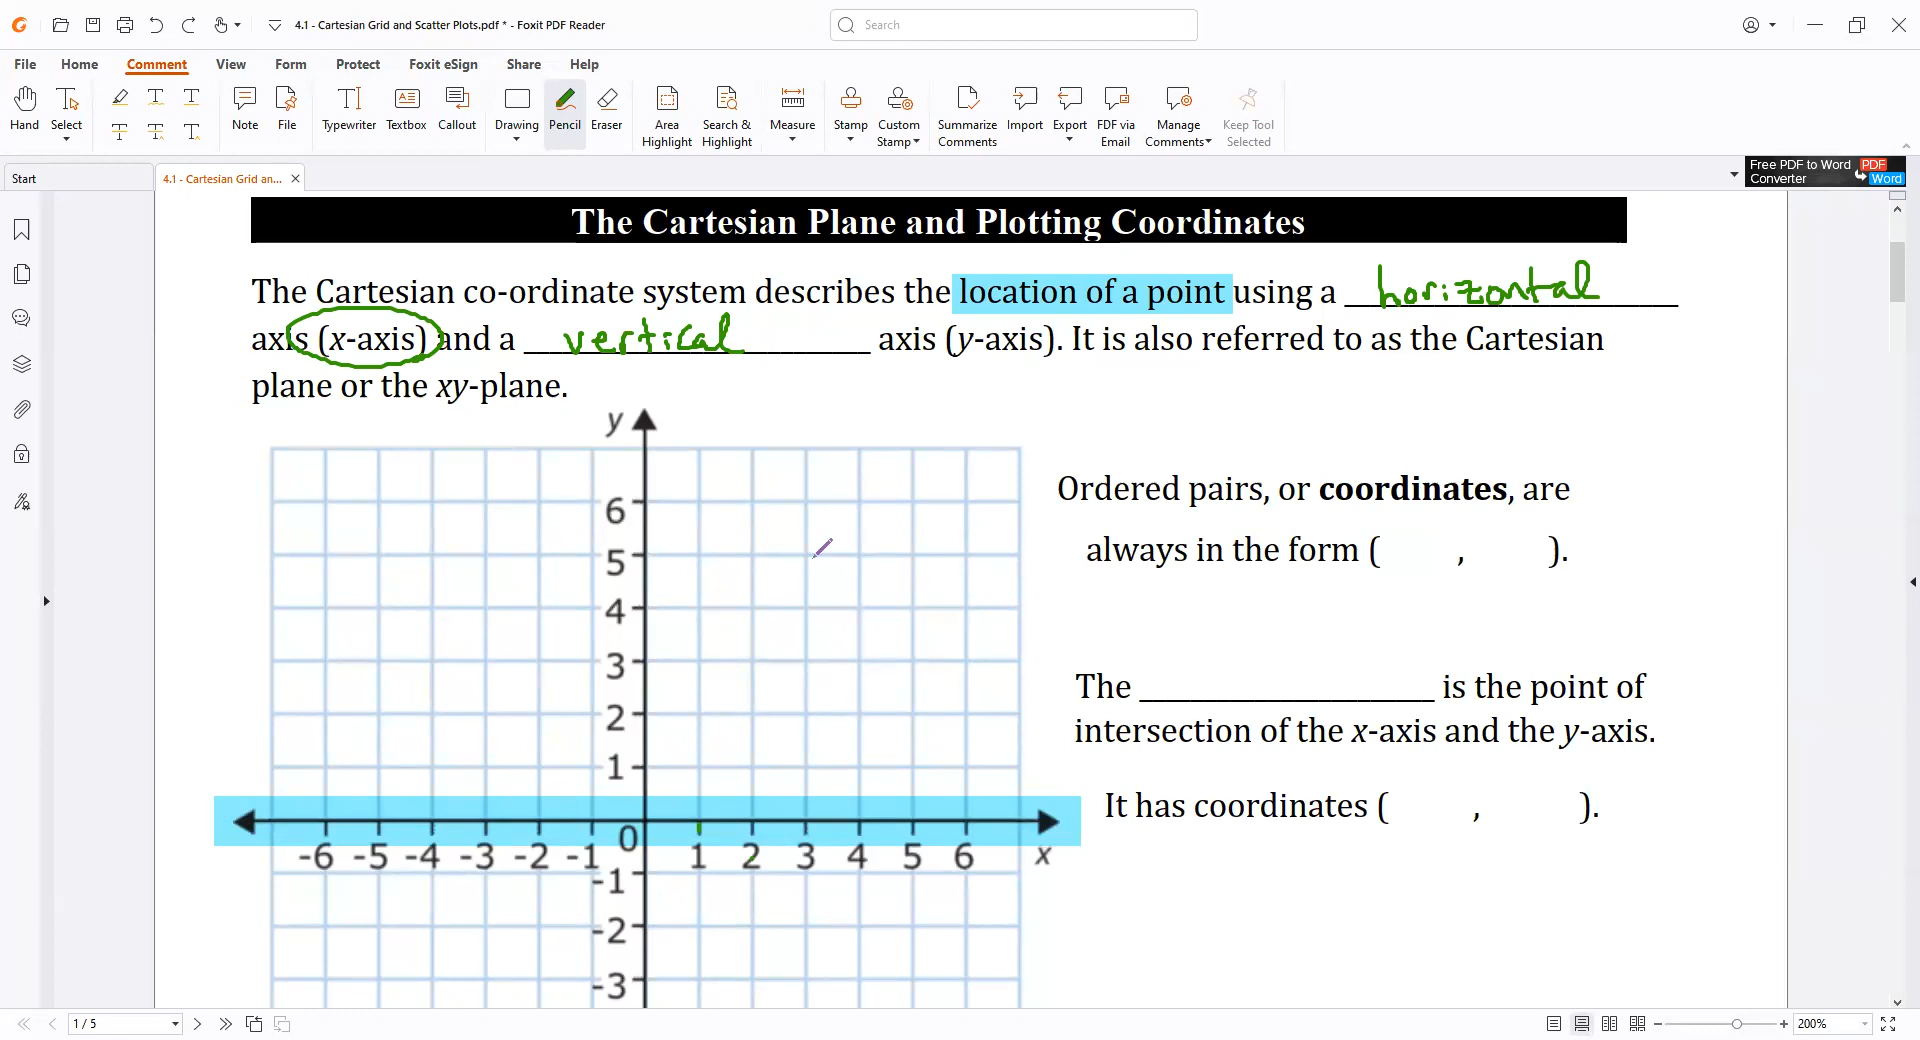 4.1 - Cartesian Grid and Scatter Plots.pdf * - Foxit PDF Reader
Search
File Home Comment View Form Protect Foxit eSign Share Help
Hand Select Note File Typewriter Textbox Callout Drawing Pencil Eraser Area Highlight Search & Highlight Measure Stamp Custom Stamp Summarize Comments Import Export FDF via Email Manage Comments Keep Tool Selected
Start
4.1 - Cartesian Grid an...
Free PDF to Word Converter PDF Word
The Cartesian Plane and Plotting Coordinates
The Cartesian co-ordinate system describes the location of a point using a horizontal
axis (x-axis) and a vertical axis (y-axis). It is also referred to as the Cartesian
plane or the xy-plane.
y
6
5
4
3
2
1
0
-6 -5 -4 -3 -2 -1 1 2 3 4 5 6 x
-1
-2
-3
Ordered pairs, or coordinates, are
always in the form ( , ).
The ____________________ is the point of
intersection of the x-axis and the y-axis.
It has coordinates ( , ).
1 / 5
200%